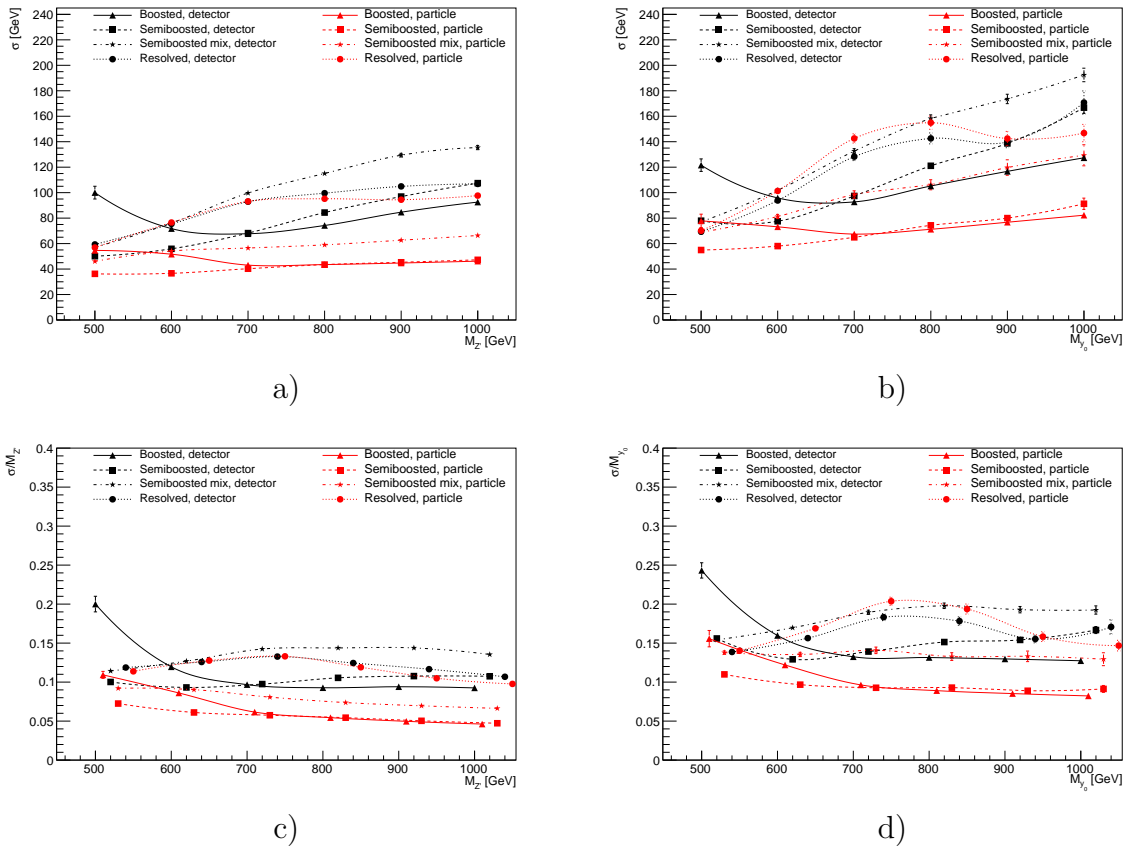 σ [GeV]
240
220
200
180
160
140
120
100
80
60
40
20
0
Boosted, detector
Semiboosted, detector
Semiboosted mix, detector
Resolved, detector
Boosted, particle
Semiboosted, particle
Semiboosted mix, particle
Resolved, particle
500 600 700 800 900 1000
M_Z' [GeV]
a)
σ [GeV]
240
220
200
180
160
140
120
100
80
60
40
20
0
Boosted, detector
Semiboosted, detector
Semiboosted mix, detector
Resolved, detector
Boosted, particle
Semiboosted, particle
Semiboosted mix, particle
Resolved, particle
500 600 700 800 900 1000
M_y_0 [GeV]
b)
σ/M_Z'
0.4
0.35
0.3
0.25
0.2
0.15
0.1
0.05
0
Boosted, detector
Semiboosted, detector
Semiboosted mix, detector
Resolved, detector
Boosted, particle
Semiboosted, particle
Semiboosted mix, particle
Resolved, particle
500 600 700 800 900 1000
M_Z' [GeV]
c)
σ/M_y_0
0.4
0.35
0.3
0.25
0.2
0.15
0.1
0.05
0
Boosted, detector
Semiboosted, detector
Semiboosted mix, detector
Resolved, detector
Boosted, particle
Semiboosted, particle
Semiboosted mix, particle
Resolved, particle
500 600 700 800 900 1000
M_y_0 [GeV]
d)